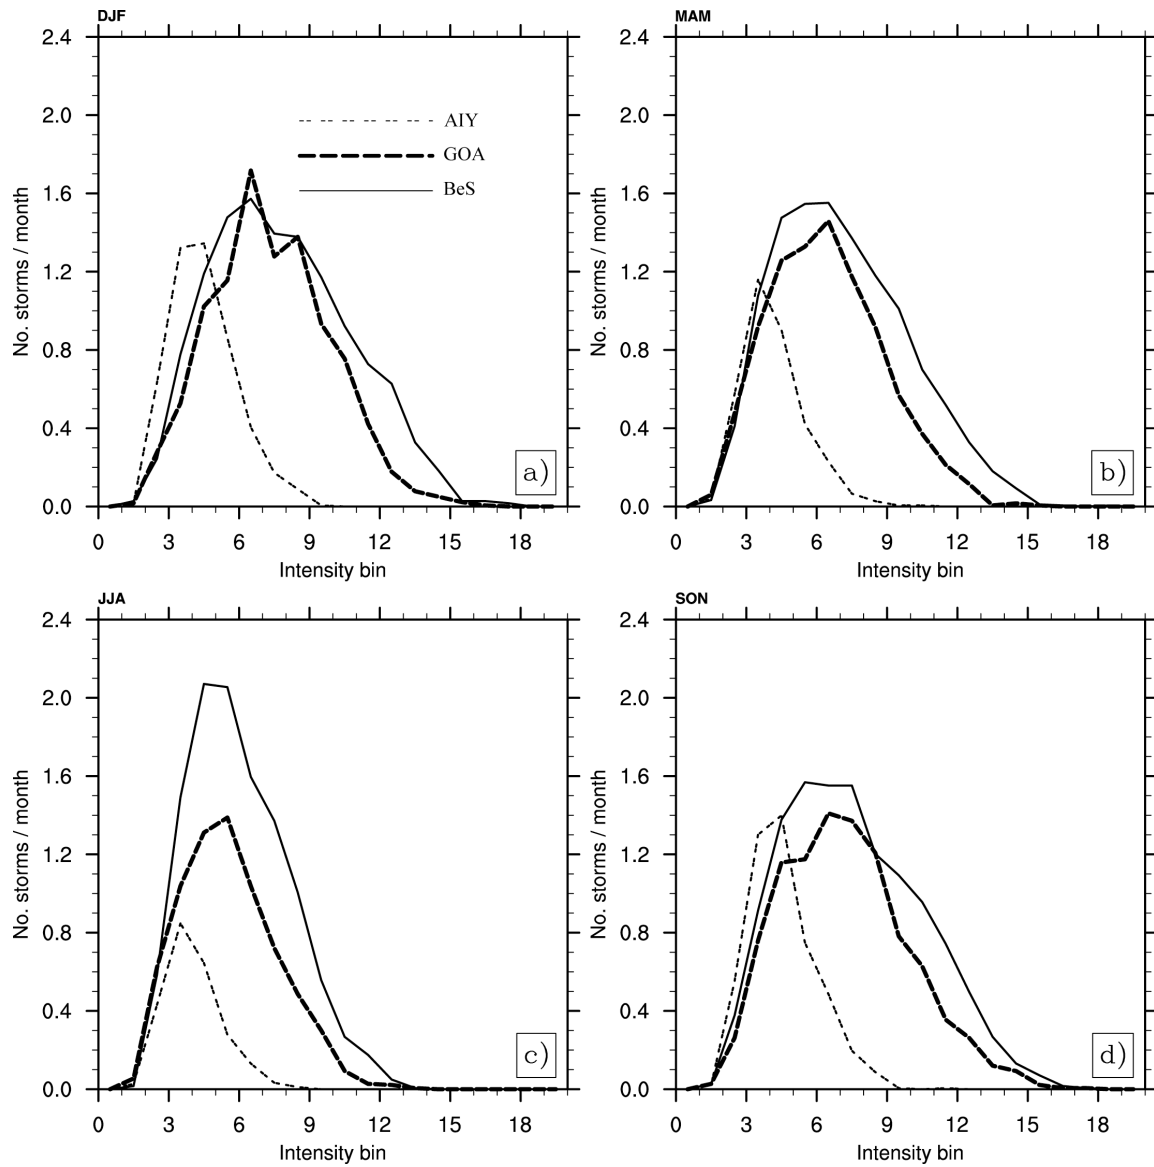 DJF
2.4
2.0
1.6
1.2
0.8
0.4
0.0
No. storms / month
AIY
GOA
BeS
a)
0 3 6 9 12 15 18
Intensity bin
MAM
2.4
2.0
1.6
1.2
0.8
0.4
0.0
No. storms / month
b)
0 3 6 9 12 15 18
Intensity bin
JJA
2.4
2.0
1.6
1.2
0.8
0.4
0.0
No. storms / month
c)
0 3 6 9 12 15 18
Intensity bin
SON
2.4
2.0
1.6
1.2
0.8
0.4
0.0
No. storms / month
d)
0 3 6 9 12 15 18
Intensity bin